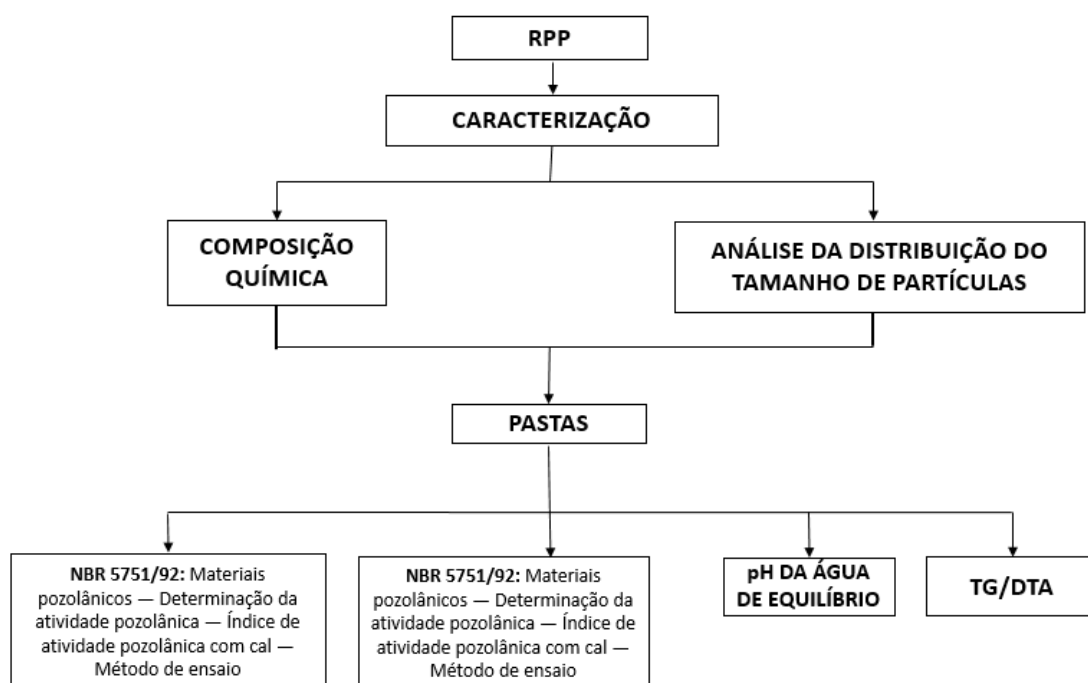 RPP
CARACTERIZAÇÃO
COMPOSIÇÃO
QUÍMICA
ANÁLISE DA DISTRIBUIÇÃO DO
TAMANHO DE PARTÍCULAS
PASTAS
NBR 5751/92: Materiais
pozolânicos — Determinação da
atividade pozolânica — Índice de
atividade pozolânica com cal —
Método de ensaio
NBR 5751/92: Materiais
pozolânicos — Determinação da
atividade pozolânica — Índice de
atividade pozolânica com cal —
Método de ensaio
pH DA ÁGUA
DE EQUILÍBRIO
TG/DTA